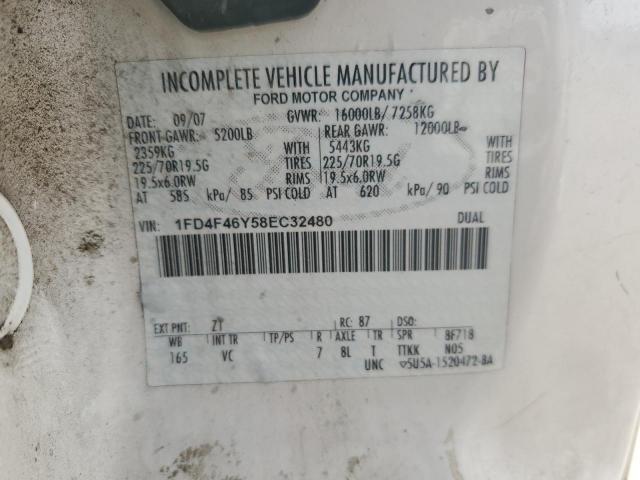 INCOMPLETE VEHICLE MANUFACTURED BY
FORD MOTOR COMPANY
DATE: 09/07 GVWR: 16000LB/ 7258KG
FRONT GAWR: 5200LB REAR GAWR: 12000LB
2359KG WITH 5443KG WITH
225/70R19.5G TIRES 225/70R19.5G TIRES
19.5x6.0RW RIMS 19.5x6.0RW RIMS
AT 585 kPa/ 85 PSI COLD AT 620 kPa/ 90 PSI COLD
VIN: 1FD4F46Y58EC32480 DUAL
EXT PNT: ZT RC: 87 DSO:
WB INT TR TP/PS R AXLE TR SPR 8F718
165 VC 7 8L T TTKK N05
UNC 5U5A-1520472-BA